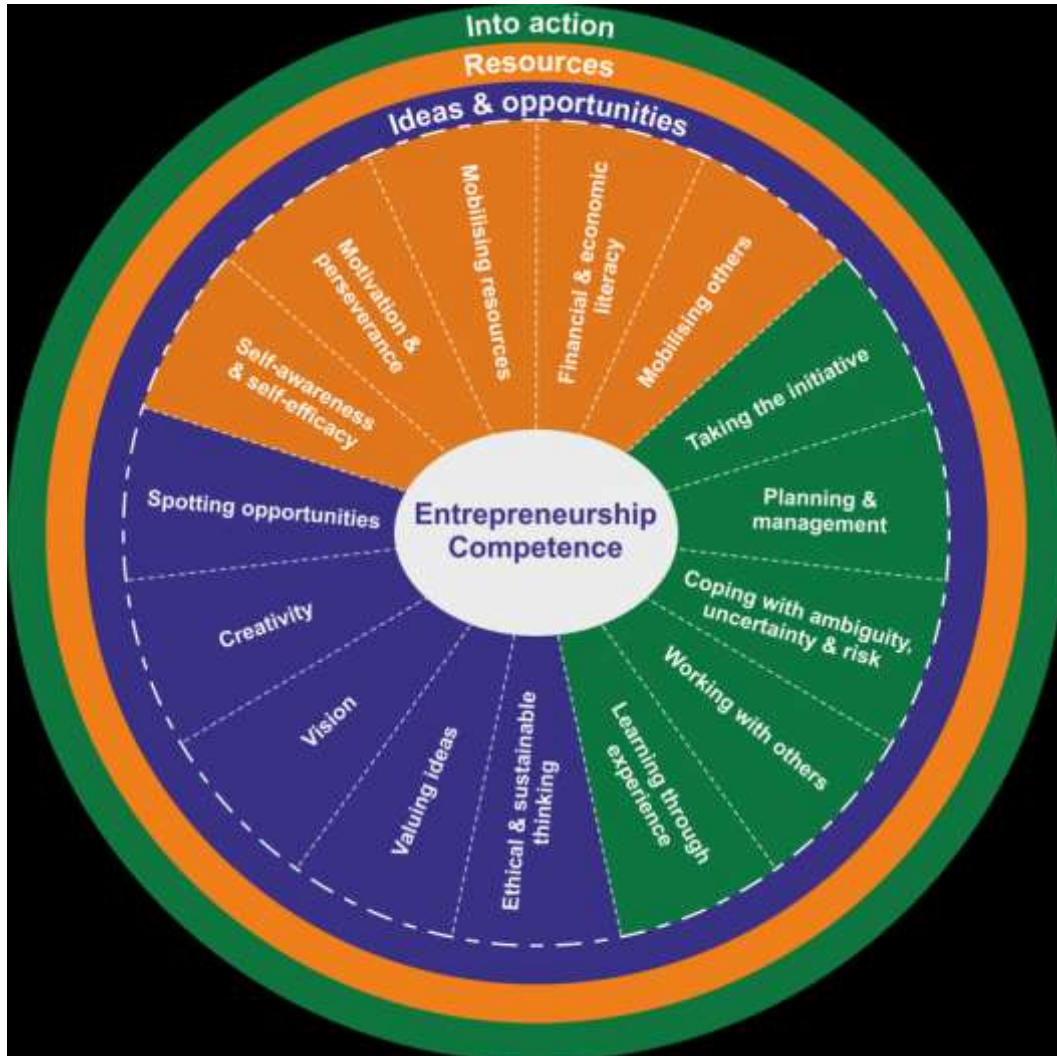 Into action
Resources
Ideas & opportunities
Self-awareness
& self-efficacy
Motivation &
perseverance
Mobilising resources
Financial & economic
literacy
Mobilising others
Taking the initiative
Planning &
management
Coping with ambiguity,
uncertainty & risk
Working with others
Learning through
experience
Ethical & sustainable
thinking
Valuing ideas
Vision
Creativity
Spotting opportunities
Entrepreneurship
Competence